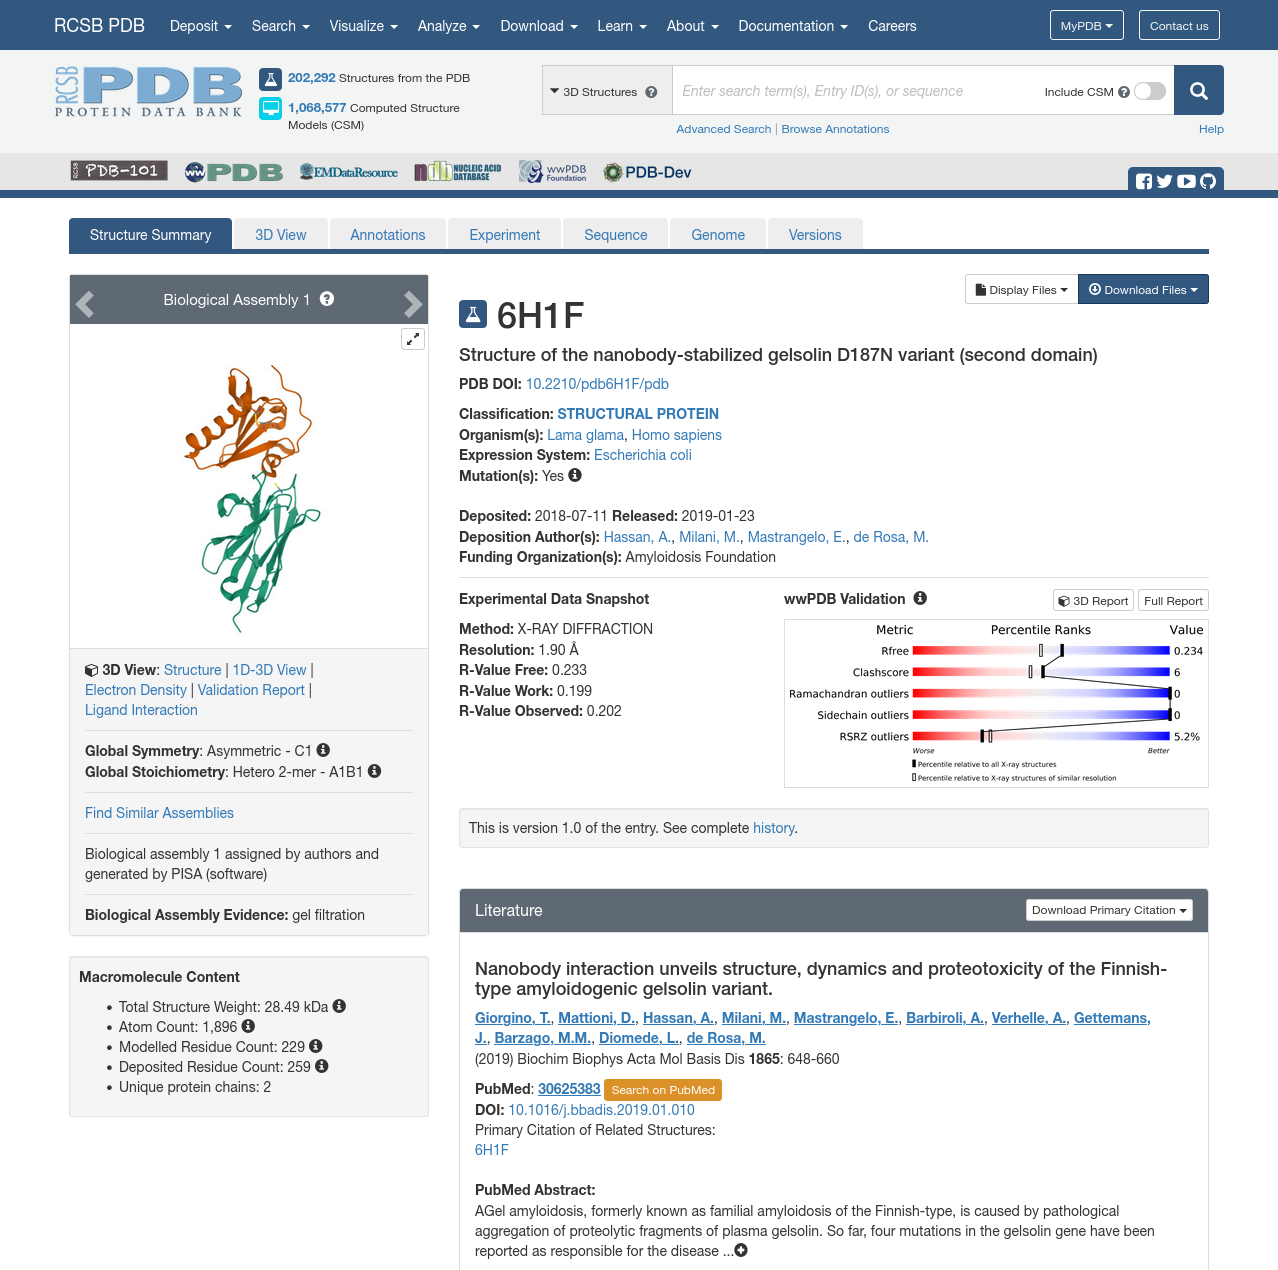 RCSB PDB Deposit Search Visualize Analyze Download Learn About Documentation Careers MyPDB Contact us
RCSB PDB
PROTEIN DATA BANK
202,292 Structures from the PDB
1,068,577 Computed Structure
Models (CSM)
3D Structures Enter search term(s), Entry ID(s), or sequence Include CSM
Advanced Search | Browse Annotations Help
RCSB PDB-101 wwPDB EMDataResource NUCLEIC ACID DATABASE wwPDB Foundation PDB-Dev
Structure Summary 3D View Annotations Experiment Sequence Genome Versions
Biological Assembly 1
3D View: Structure | 1D-3D View |
Electron Density | Validation Report |
Ligand Interaction
Global Symmetry: Asymmetric - C1
Global Stoichiometry: Hetero 2-mer - A1B1
Find Similar Assemblies
Biological assembly 1 assigned by authors and
generated by PISA (software)
Biological Assembly Evidence: gel filtration
Macromolecule Content
• Total Structure Weight: 28.49 kDa
• Atom Count: 1,896
• Modelled Residue Count: 229
• Deposited Residue Count: 259
• Unique protein chains: 2
Display Files Download Files
6H1F
Structure of the nanobody-stabilized gelsolin D187N variant (second domain)
PDB DOI: 10.2210/pdb6H1F/pdb
Classification: STRUCTURAL PROTEIN
Organism(s): Lama glama, Homo sapiens
Expression System: Escherichia coli
Mutation(s): Yes
Deposited: 2018-07-11 Released: 2019-01-23
Deposition Author(s): Hassan, A., Milani, M., Mastrangelo, E., de Rosa, M.
Funding Organization(s): Amyloidosis Foundation
Experimental Data Snapshot
Method: X-RAY DIFFRACTION
Resolution: 1.90 Å
R-Value Free: 0.233
R-Value Work: 0.199
R-Value Observed: 0.202
wwPDB Validation 3D Report Full Report
Metric Percentile Ranks Value
Rfree 0.234
Clashscore 6
Ramachandran outliers 0
Sidechain outliers 0
RSRZ outliers 5.2%
Worse Better
Percentile relative to all X-ray structures
Percentile relative to X-ray structures of similar resolution
This is version 1.0 of the entry. See complete history.
Literature Download Primary Citation
Nanobody interaction unveils structure, dynamics and proteotoxicity of the Finnish-
type amyloidogenic gelsolin variant.
Giorgino, T., Mattioni, D., Hassan, A., Milani, M., Mastrangelo, E., Barbiroli, A., Verhelle, A., Gettemans,
J., Barzago, M.M., Diomede, L., de Rosa, M.
(2019) Biochim Biophys Acta Mol Basis Dis 1865: 648-660
PubMed: 30625383 Search on PubMed
DOI: 10.1016/j.bbadis.2019.01.010
Primary Citation of Related Structures:
6H1F
PubMed Abstract:
AGel amyloidosis, formerly known as familial amyloidosis of the Finnish-type, is caused by pathological
aggregation of proteolytic fragments of plasma gelsolin. So far, four mutations in the gelsolin gene have been
reported as responsible for the disease ...